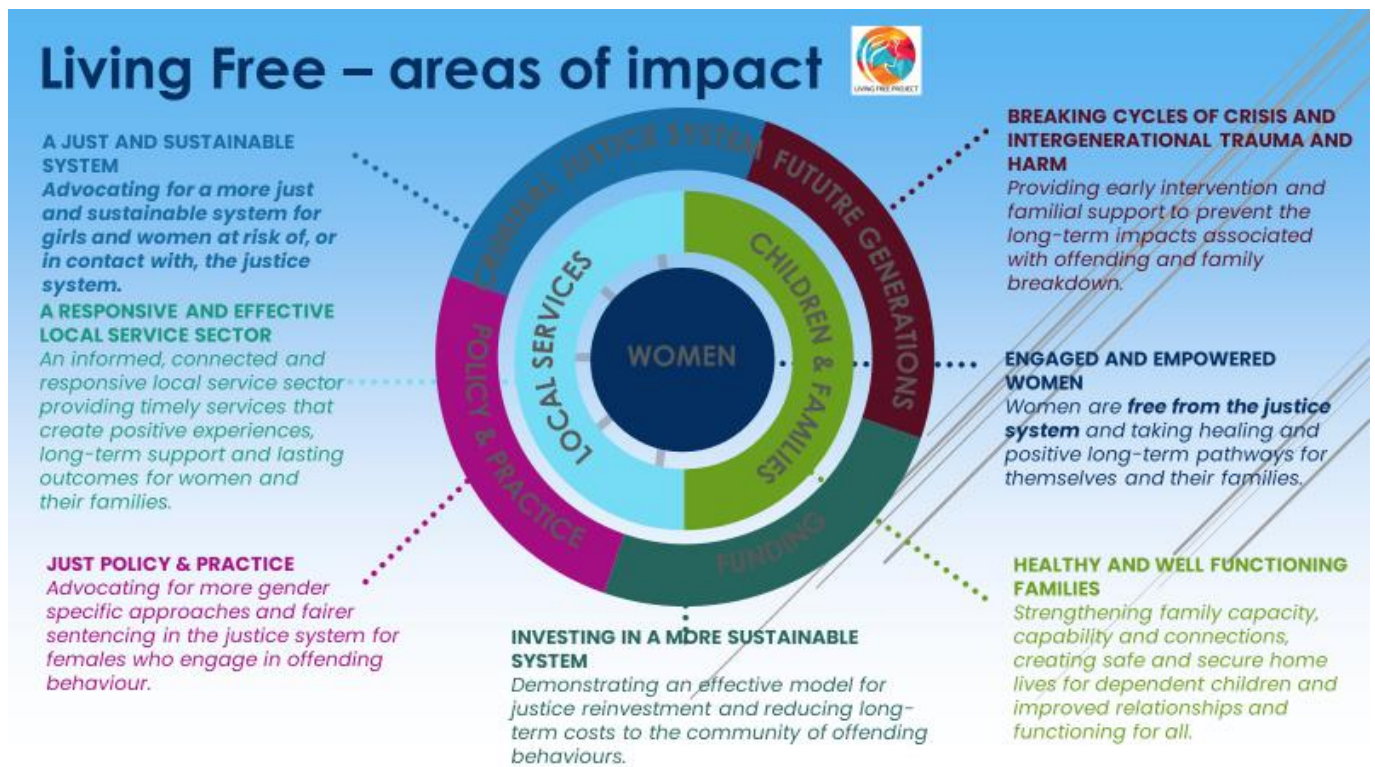 Living Free – areas of impact
LIVING FREE PROJECT
A JUST AND SUSTAINABLE
SYSTEM
Advocating for a more just
and sustainable system for
girls and women at risk of, or
in contact with, the justice
system.
A RESPONSIVE AND EFFECTIVE
LOCAL SERVICE SECTOR
An informed, connected and
responsive local service sector
providing timely services that
create positive experiences,
long-term support and lasting
outcomes for women and
their families.
JUST POLICY & PRACTICE
Advocating for more gender
specific approaches and fairer
sentencing in the justice system for
females who engage in offending
behaviour.
CRIMINAL JUSTICE SYSTEM
FUTUTRE GENERATIONS
POLICY & PRACTICE
FUNDING
LOCAL SERVICES
CHILDREN & FAMILIES
WOMEN
INVESTING IN A MORE SUSTAINABLE
SYSTEM
Demonstrating an effective model for
justice reinvestment and reducing long-
term costs to the community of offending
behaviours.
BREAKING CYCLES OF CRISIS AND
INTERGENERATIONAL TRAUMA AND
HARM
Providing early intervention and
familial support to prevent the
long-term impacts associated
with offending and family
breakdown.
ENGAGED AND EMPOWERED
WOMEN
Women are free from the justice
system and taking healing and
positive long-term pathways for
themselves and their families.
HEALTHY AND WELL FUNCTIONING
FAMILIES
Strengthening family capacity,
capability and connections,
creating safe and secure home
lives for dependent children and
improved relationships and
functioning for all.